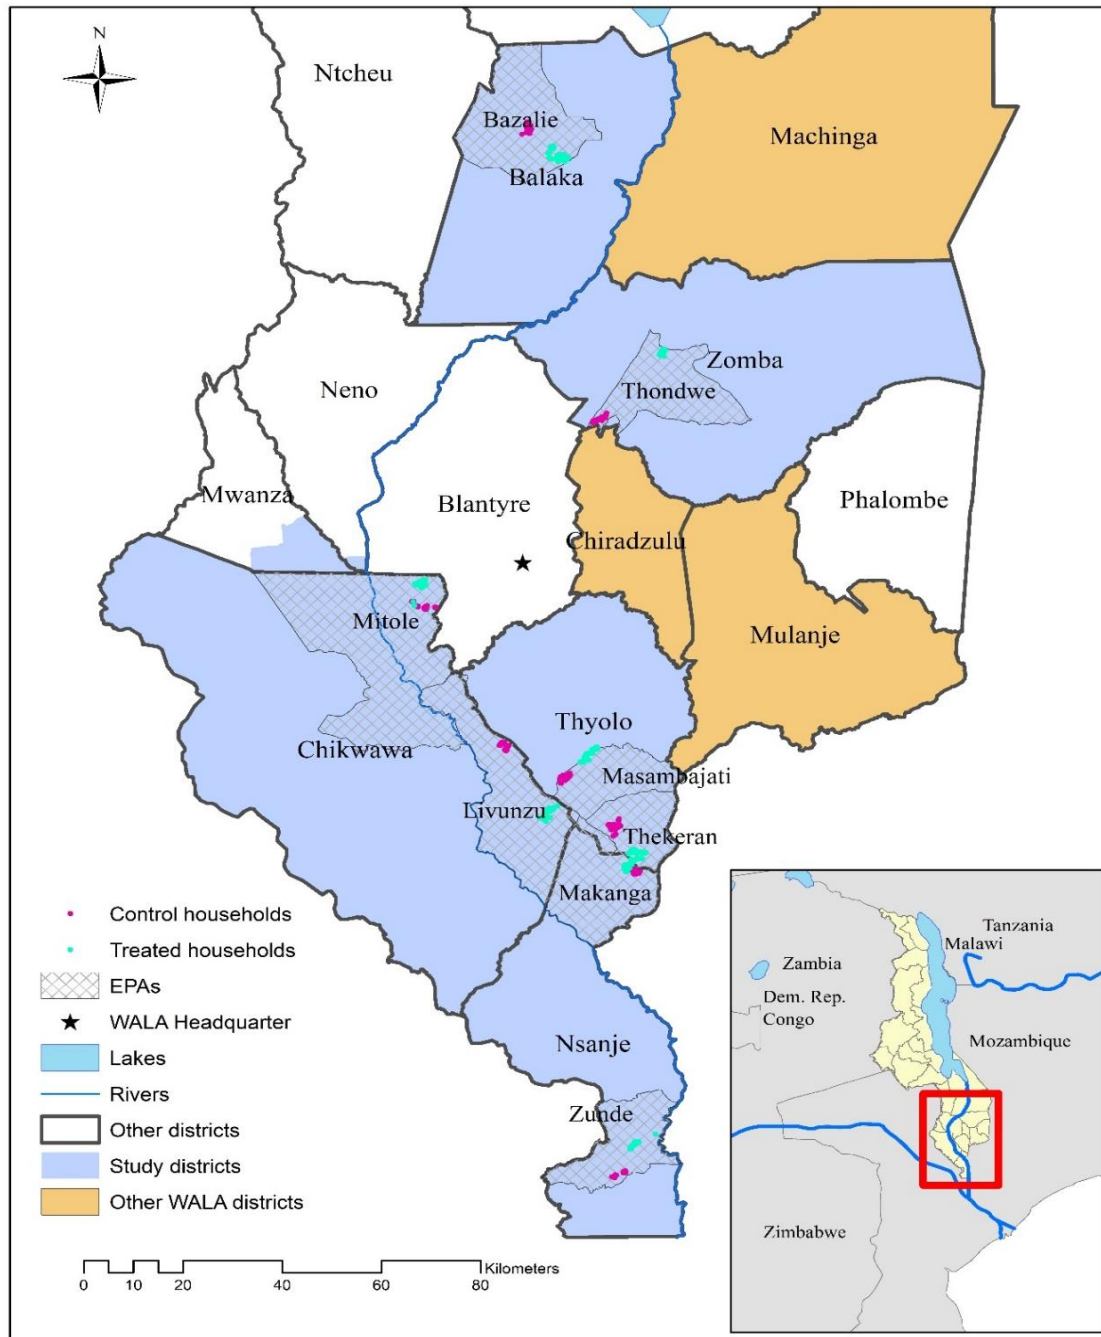 N
Ntcheu
Bazalie
Machinga
Balaka
Zomba
Thondwe
Neno
Mwanza
Blantyre
Phalombe
Chiradzulu
Mitole
Mulanje
Thyolo
Chikwawa
Masambajati
Livunzu
Thekeran
Makanga
Nsanje
Zunde
Control households
Treated households
EPAs
WALA Headquarter
Lakes
Rivers
Other districts
Study districts
Other WALA districts
Kilometers
0 10 20 40 60 80
Tanzania
Malawi
Zambia
Dem. Rep.
Congo
Mozambique
Zimbabwe